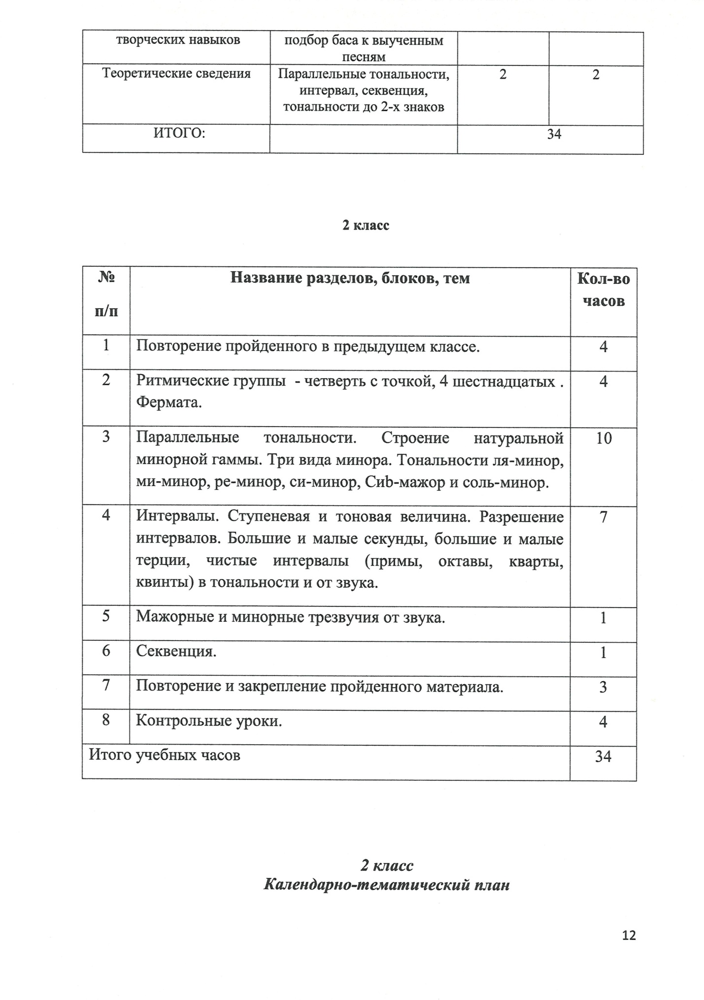 творческих навыков
подбор баса к выученным
песням
Теоретические сведения
Параллельные тональности,
интервал, секвенция,
тональности до 2-х знаков
2
2
ИТОГО:
34
2 класс
№
п/п
Название разделов, блоков, тем
Кол-во
часов
1
Повторение пройденного в предыдущем классе.
4
2
Ритмические группы - четверть с точкой, 4 шестнадцатых .
Фермата.
4
3
Параллельные тональности. Строение натуральной
минорной гаммы. Три вида минора. Тональности ля-минор,
ми-минор, ре-минор, си-минор, Сиb-мажор и соль-минор.
10
4
Интервалы. Ступеневая и тоновая величина. Разрешение
интервалов. Большие и малые секунды, большие и малые
терции, чистые интервалы (примы, октавы, кварты,
квинты) в тональности и от звука.
7
5
Мажорные и минорные трезвучия от звука.
1
6
Секвенция.
1
7
Повторение и закрепление пройденного материала.
3
8
Контрольные уроки.
4
Итого учебных часов
34
2 класс
Календарно-тематический план
12